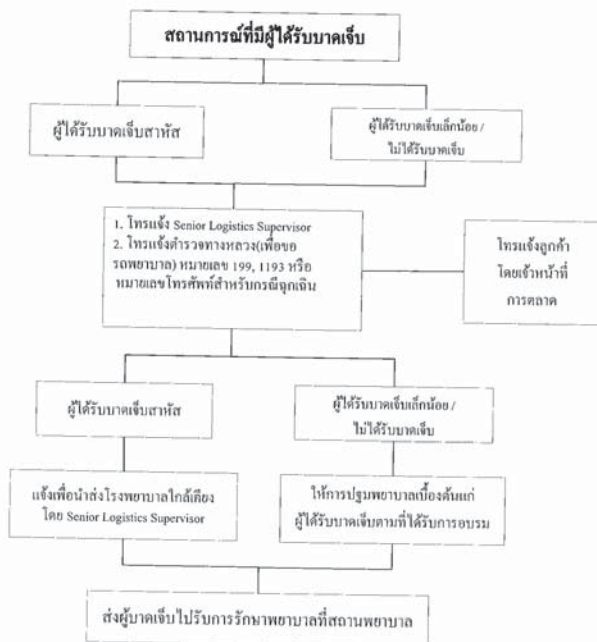 สถานการณ์ที่มีผู้ได้รับบาดเจ็บ
ผู้ได้รับบาดเจ็บสาหัส
ผู้ได้รับบาดเจ็บเล็กน้อย /
ไม่ได้รับบาดเจ็บ
1. โทรแจ้ง Senior Logistics Supervisor
2. โทรแจ้งตำรวจทางหลวง(เพื่อขอ
รถพยาบาล) หมายเลข 199, 1193 หรือ
หมายเลขโทรศัพท์สำหรับกรณีฉุกเฉิน
โทรแจ้งลูกค้า
โดยเจ้าหน้าที่
การตลาด
ผู้ได้รับบาดเจ็บสาหัส
ผู้ได้รับบาดเจ็บเล็กน้อย /
ไม่ได้รับบาดเจ็บ
แจ้งเพื่อนำส่งโรงพยาบาลใกล้เคียง
โดย Senior Logistics Supervisor
ให้การปฐมพยาบาลเบื้องต้นแก่
ผู้ได้รับบาดเจ็บตามที่ได้รับการอบรม
ส่งผู้บาดเจ็บไปรับการรักษาพยาบาลที่สถานพยาบาล